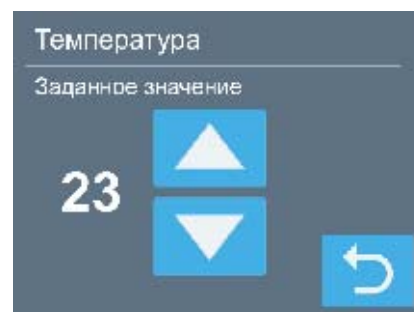 Температура
Заданное значение
23